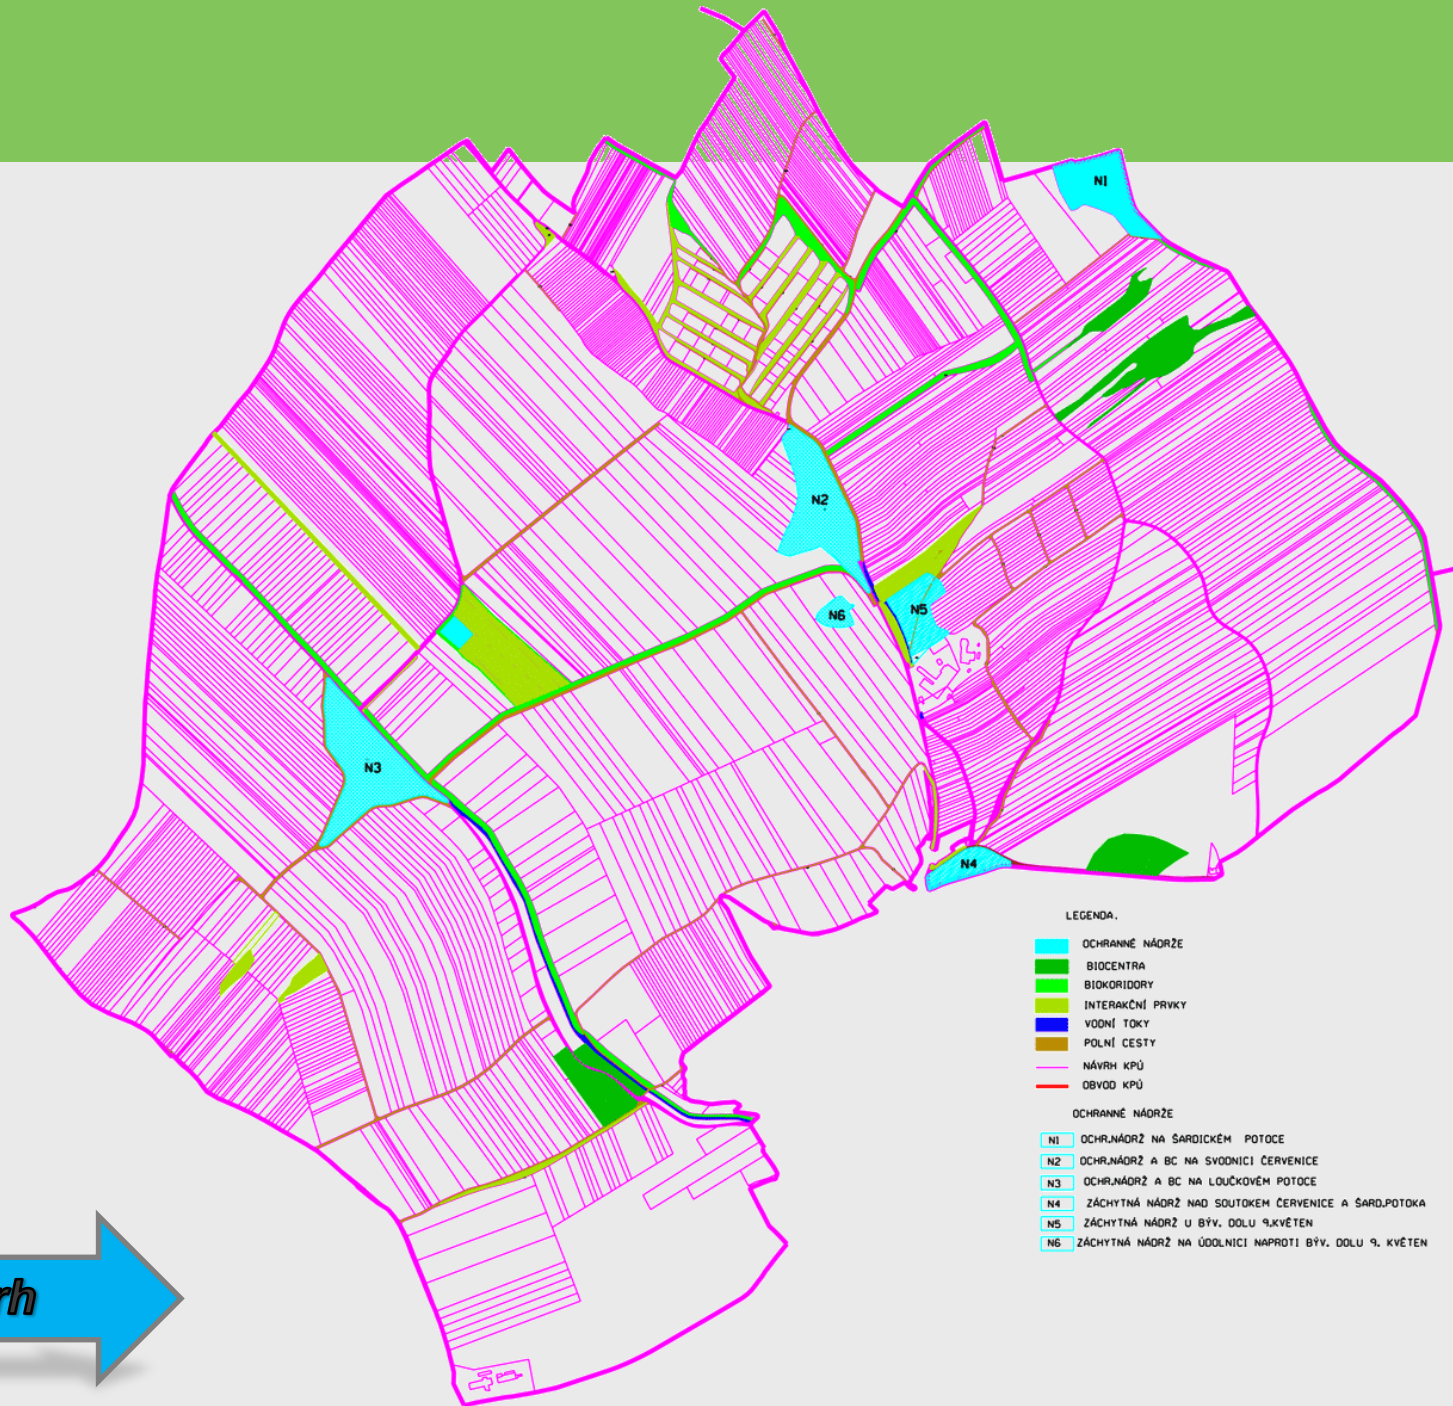 N1
N2
N5
N6
N3
N4
LEGENDA.
OCHRANNÉ NÁDRŽE
BIOCENTRA
BIOKORIDORY
INTERAKČNÍ PRVKY
VODNÍ TOKY
POLNÍ CESTY
NÁVRH KPÚ
OBVOD KPÚ
OCHRANNÉ NÁDRŽE
N1 OCHR.NÁDRŽ NA ŠARDICKÉM POTOCE
N2 OCHR.NÁDRŽ A BC NA SVODNICI ČERVENICE
N3 OCHR.NÁDRŽ A BC NA LOUČKOVÉM POTOCE
N4 ZÁCHYTNÁ NÁDRŽ NAD SOUTOKEM ČERVENICE A ŠARD.POTOKA
N5 ZÁCHYTNÁ NÁDRŽ U BÝV. DOLU 9.KVĚTEN
N6 ZÁCHYTNÁ NÁDRŽ NA ÚDOLNICI NAPROTI BÝV. DOLU 9. KVĚTEN
rh